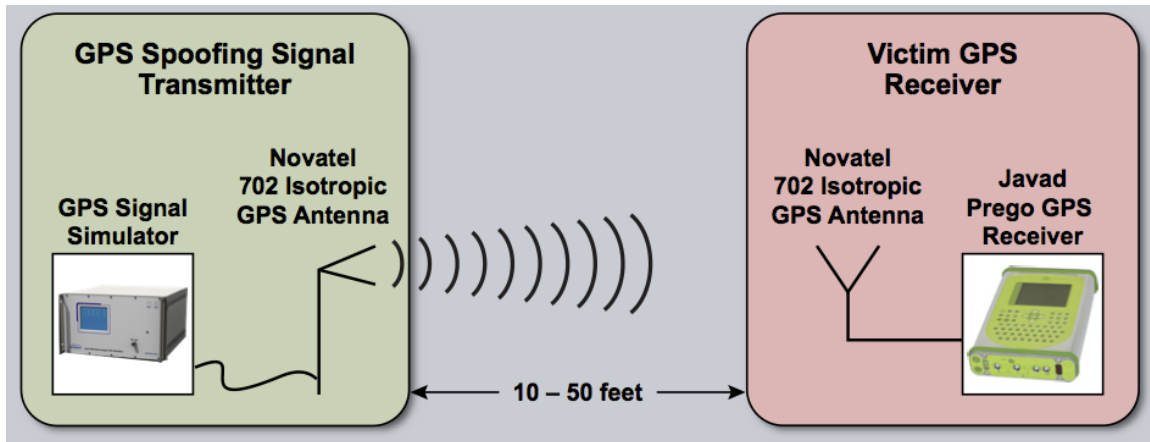 GPS Spoofing Signal
Transmitter
Novatel
702 Isotropic
GPS Antenna
GPS Signal
Simulator
10 – 50 feet
Victim GPS
Receiver
Novatel
702 Isotropic
GPS Antenna
Javad
Prego GPS
Receiver